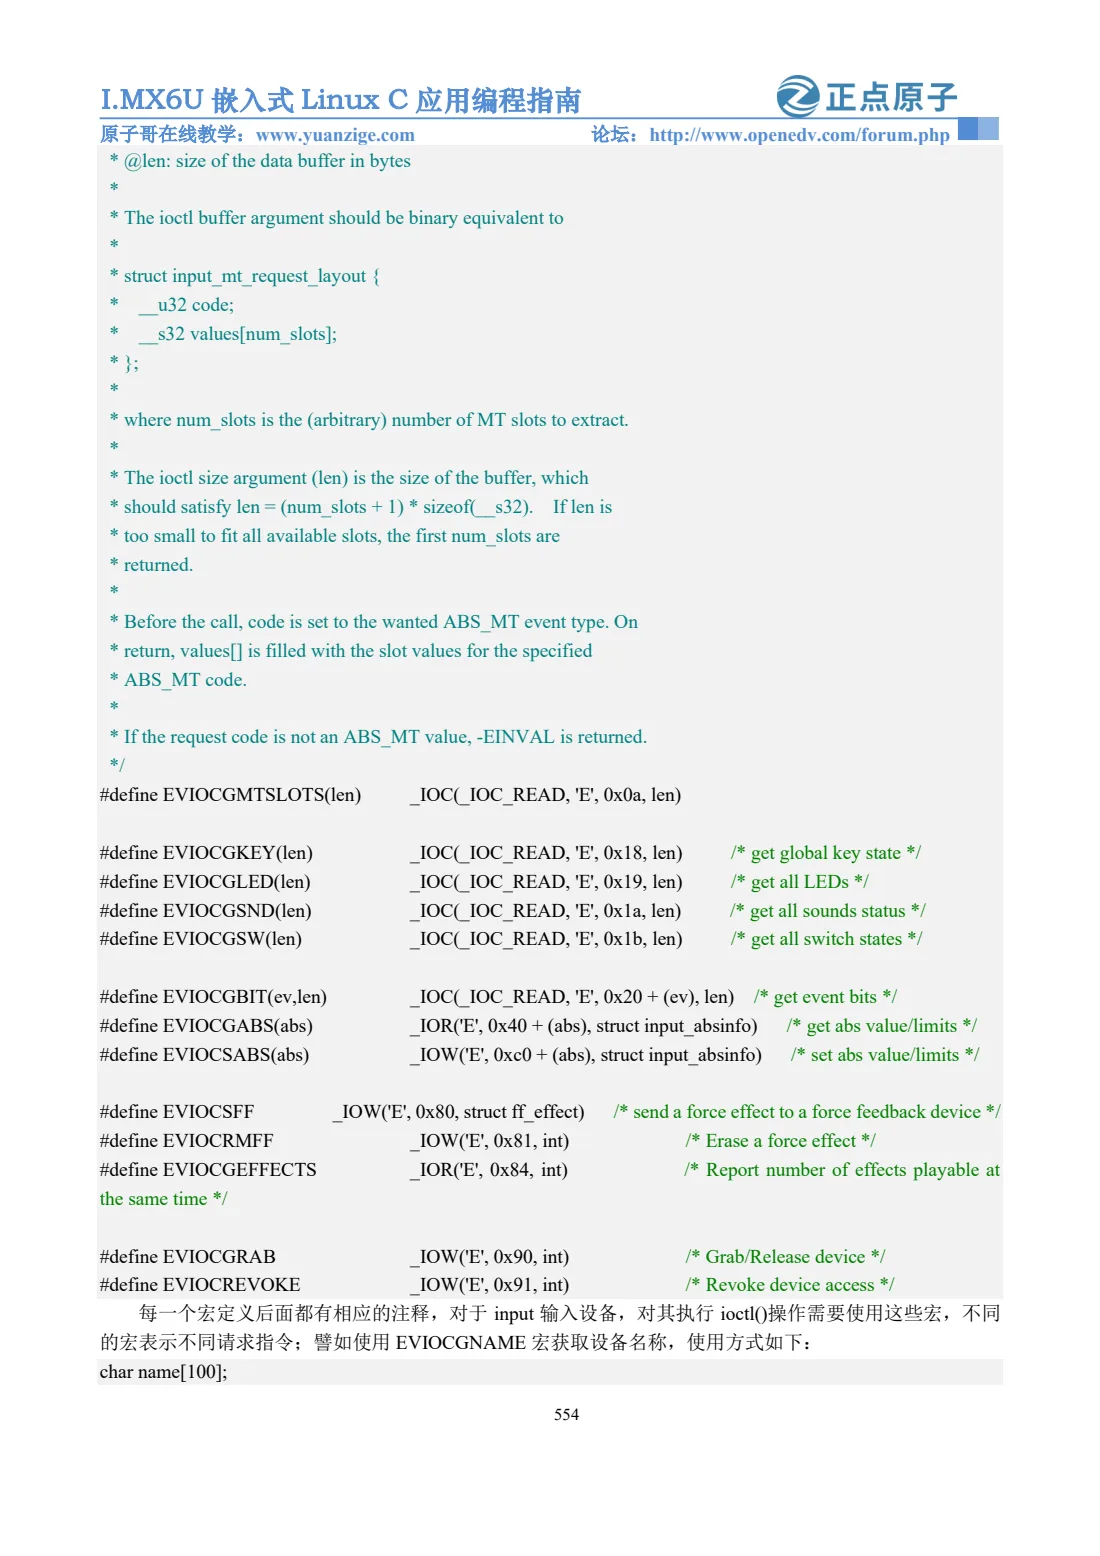 I.MX6U 嵌入式 Linux C 应用编程指南
正点原子
原子哥在线教学：www.yuanzige.com 论坛：http://www.openedv.com/forum.php
* @len: size of the data buffer in bytes
*
* The ioctl buffer argument should be binary equivalent to
*
* struct input_mt_request_layout {
* __u32 code;
* __s32 values[num_slots];
* };
*
* where num_slots is the (arbitrary) number of MT slots to extract.
*
* The ioctl size argument (len) is the size of the buffer, which
* should satisfy len = (num_slots + 1) * sizeof(__s32). If len is
* too small to fit all available slots, the first num_slots are
* returned.
*
* Before the call, code is set to the wanted ABS_MT event type. On
* return, values[] is filled with the slot values for the specified
* ABS_MT code.
*
* If the request code is not an ABS_MT value, -EINVAL is returned.
*/
#define EVIOCGMTSLOTS(len) _IOC(_IOC_READ, 'E', 0x0a, len)
#define EVIOCGKEY(len) _IOC(_IOC_READ, 'E', 0x18, len) /* get global key state */
#define EVIOCGLED(len) _IOC(_IOC_READ, 'E', 0x19, len) /* get all LEDs */
#define EVIOCGSND(len) _IOC(_IOC_READ, 'E', 0x1a, len) /* get all sounds status */
#define EVIOCGSW(len) _IOC(_IOC_READ, 'E', 0x1b, len) /* get all switch states */
#define EVIOCGBIT(ev,len) _IOC(_IOC_READ, 'E', 0x20 + (ev), len) /* get event bits */
#define EVIOCGABS(abs) _IOR('E', 0x40 + (abs), struct input_absinfo) /* get abs value/limits */
#define EVIOCSABS(abs) _IOW('E', 0xc0 + (abs), struct input_absinfo) /* set abs value/limits */
#define EVIOCSFF _IOW('E', 0x80, struct ff_effect) /* send a force effect to a force feedback device */
#define EVIOCRMFF _IOW('E', 0x81, int) /* Erase a force effect */
#define EVIOCGEFFECTS _IOR('E', 0x84, int) /* Report number of effects playable at
the same time */
#define EVIOCGRAB _IOW('E', 0x90, int) /* Grab/Release device */
#define EVIOCREVOKE _IOW('E', 0x91, int) /* Revoke device access */
每一个宏定义后面都有相应的注释，对于 input 输入设备，对其执行 ioctl()操作需要使用这些宏，不同
的宏表示不同请求指令；譬如使用 EVIOCGNAME 宏获取设备名称，使用方式如下：
char name[100];
554